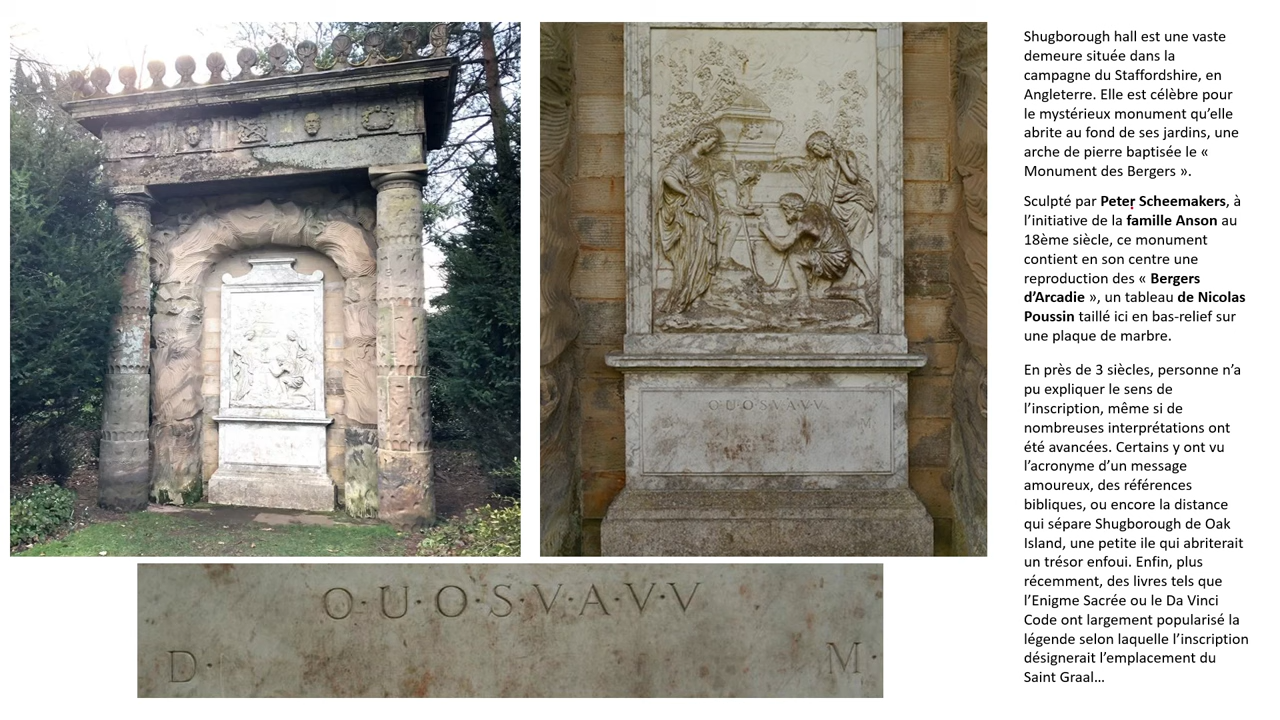 Shugborough hall est une vaste
demeure située dans la
campagne du Staffordshire, en
Angleterre. Elle est célèbre pour
le mystérieux monument qu’elle
abrite au fond de ses jardins, une
arche de pierre baptisée le «
Monument des Bergers ».
Sculpté par Peter Scheemakers, à
l’initiative de la famille Anson au
18ème siècle, ce monument
contient en son centre une
reproduction des « Bergers
d’Arcadie », un tableau de Nicolas
Poussin taillé ici en bas-relief sur
une plaque de marbre.
En près de 3 siècles, personne n’a
pu expliquer le sens de
l’inscription, même si de
nombreuses interprétations ont
été avancées. Certains y ont vu
l’acronyme d’un message
amoureux, des références
bibliques, ou encore la distance
qui sépare Shugborough de Oak
Island, une petite ile qui abriterait
un trésor enfoui. Enfin, plus
récemment, des livres tels que
l’Enigme Sacrée ou le Da Vinci
Code ont largement popularisé la
légende selon laquelle l’inscription
désignerait l’emplacement du
Saint Graal…
O·U·O·S·V·A·V·V
M
O·U·O·S·V·A·V·V
D· M·